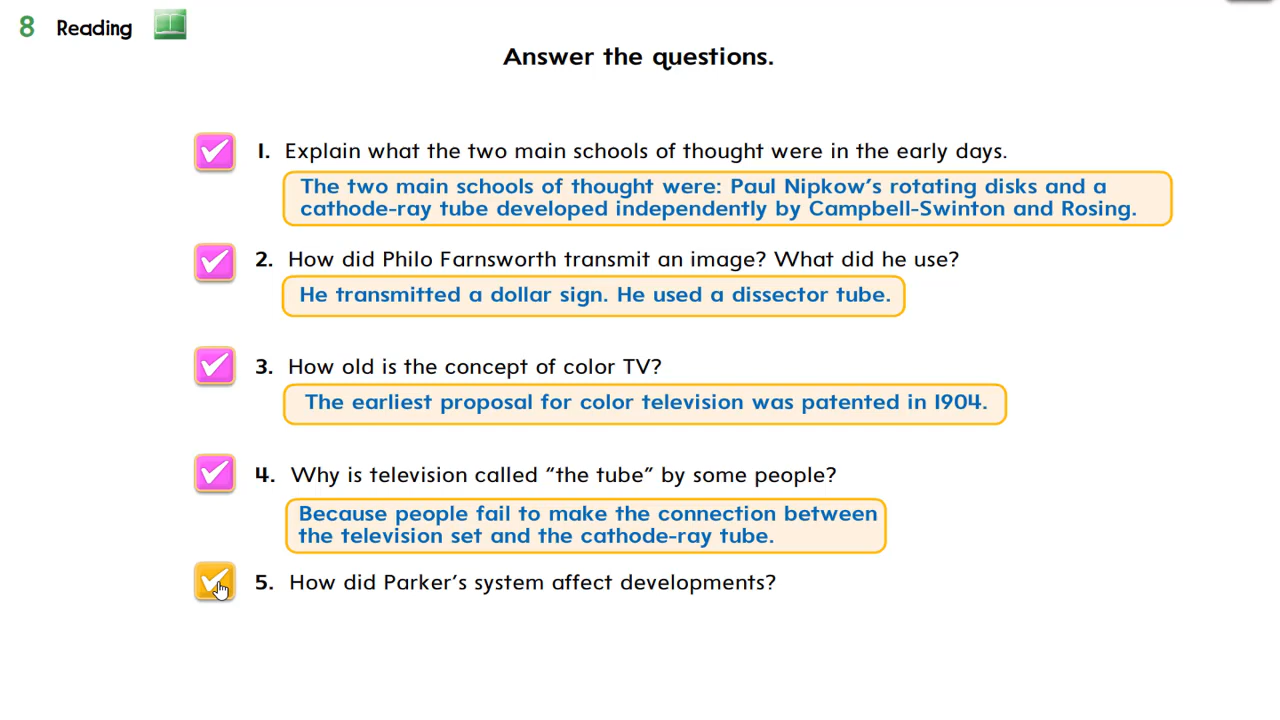 8 Reading
Answer the questions.
1. Explain what the two main schools of thought were in the early days.
The two main schools of thought were: Paul Nipkow's rotating disks and a
cathode-ray tube developed independently by Campbell-Swinton and Rosing.
2. How did Philo Farnsworth transmit an image? What did he use?
He transmitted a dollar sign. He used a dissector tube.
3. How old is the concept of color TV?
The earliest proposal for color television was patented in 1904.
4. Why is television called “the tube” by some people?
Because people fail to make the connection between
the television set and the cathode-ray tube.
5. How did Parker's system affect developments?